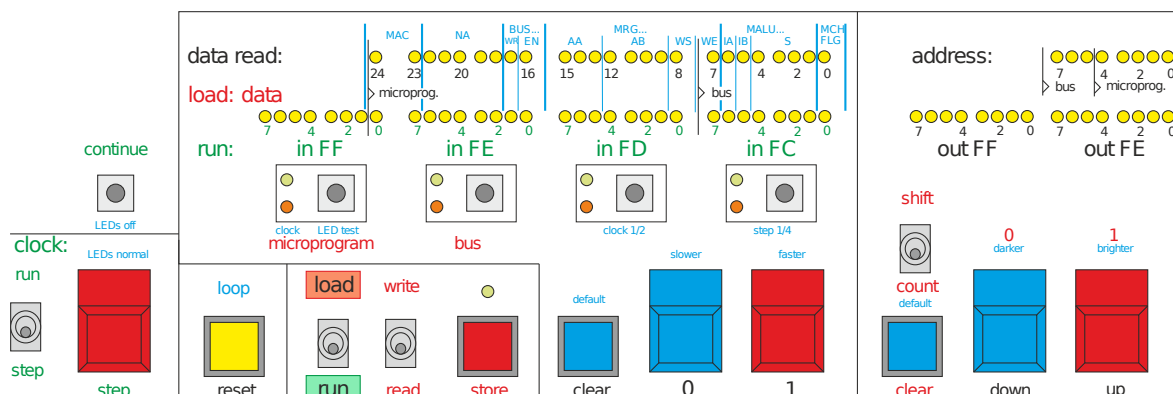 MAC NA BUS... WR EN MRG... AA AB WS WE IA IB MALU... S MCH FLG
data read:
24 23 20 16 15 12 8 7 4 2 0
address:
7 4 2 0
microprog.
bus
bus
microprog.
load: data
7 4 2 0 7 4 2 0 7 4 2 0 7 4 2 0
7 4 2 0 7 4 2 0
continue
run: in FF in FE in FD in FC
out FF out FE
LEDs off
clock LED test
clock 1/2
step 1/4
microprogram
bus
shift
0
darker
1
brighter
clock:
LEDs normal
run
step
step
loop
reset
load
write
run
read
store
default
clear
slower
0
faster
1
count
default
clear
down
up